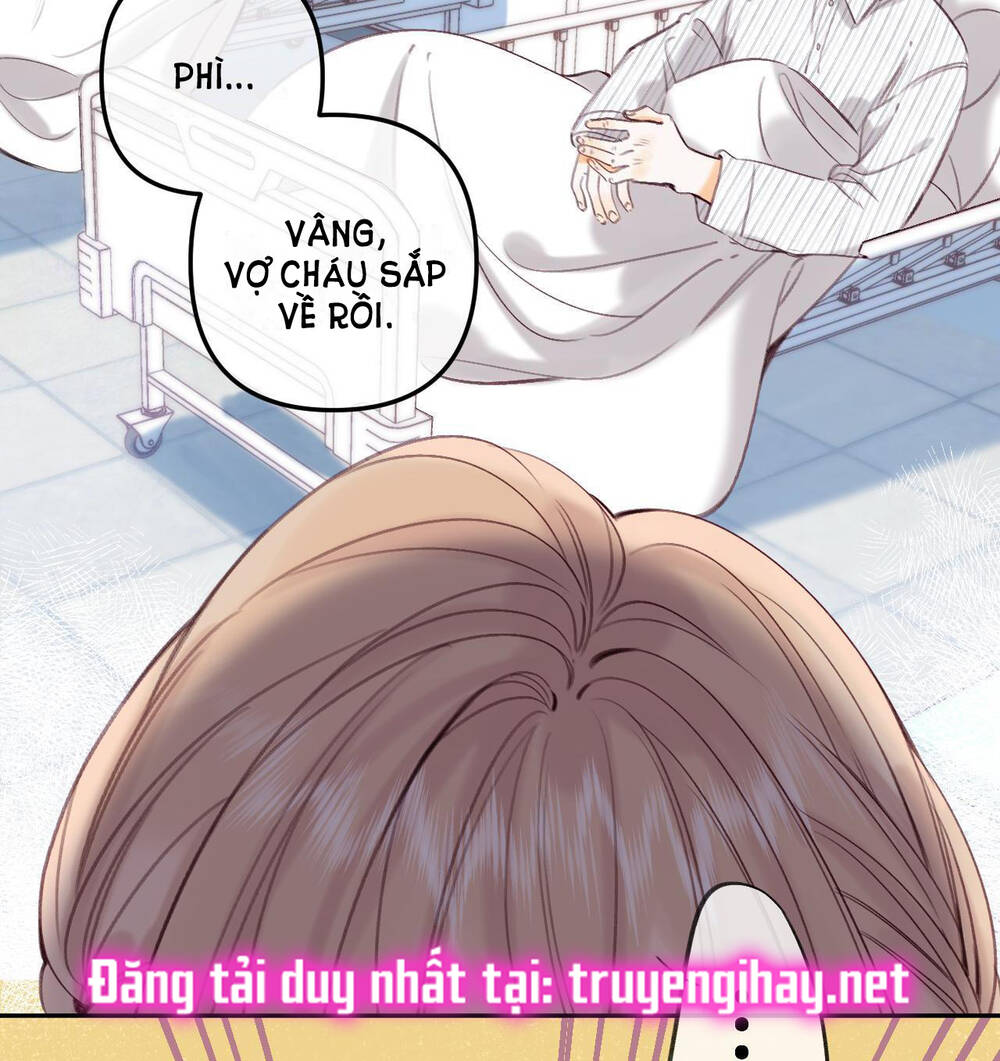 PHÌ...
VÂNG,
VỢ CHÁU SẮP
VỀ RỒI.
Đăng tải duy nhất tại: truyengihay.net
...